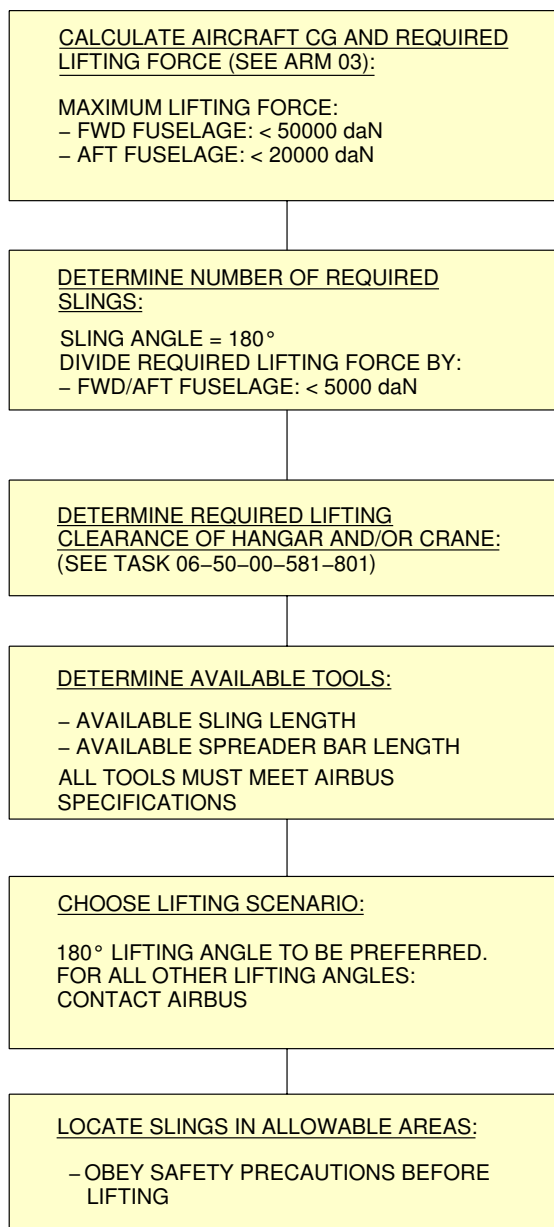 CALCULATE AIRCRAFT CG AND REQUIRED
LIFTING FORCE (SEE ARM 03):
MAXIMUM LIFTING FORCE:
– FWD FUSELAGE: < 50000 daN
– AFT FUSELAGE: < 20000 daN
DETERMINE NUMBER OF REQUIRED
SLINGS:
SLING ANGLE = 180°
DIVIDE REQUIRED LIFTING FORCE BY:
– FWD/AFT FUSELAGE: < 5000 daN
DETERMINE REQUIRED LIFTING
CLEARANCE OF HANGAR AND/OR CRANE:
(SEE TASK 06–50–00–581–801)
DETERMINE AVAILABLE TOOLS:
– AVAILABLE SLING LENGTH
– AVAILABLE SPREADER BAR LENGTH
ALL TOOLS MUST MEET AIRBUS
SPECIFICATIONS
CHOOSE LIFTING SCENARIO:
180° LIFTING ANGLE TO BE PREFERRED.
FOR ALL OTHER LIFTING ANGLES:
CONTACT AIRBUS
LOCATE SLINGS IN ALLOWABLE AREAS:
– OBEY SAFETY PRECAUTIONS BEFORE
LIFTING